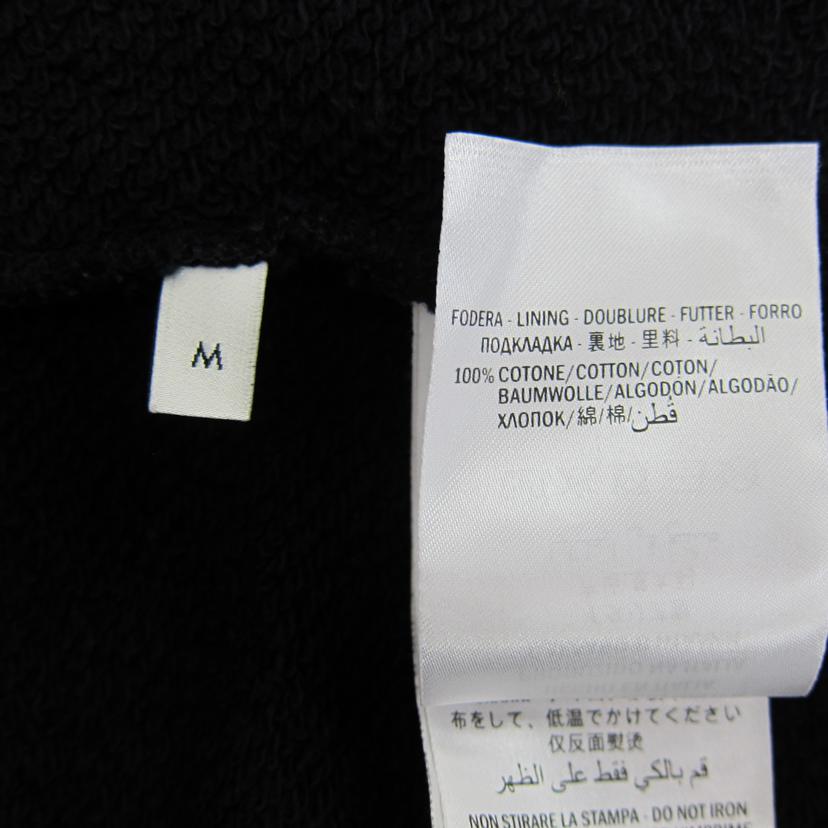 M
FODERA - LINING - DOUBLURE - FUTTER - FORRO
ПОДКЛАДКА - 裏地 - 里料 - البطانة
100% COTONE/COTTON/COTON/
BAUMWOLLE/ALGODÓN/ALGODÃO/
ХЛОПОК/綿/棉/قطن
布をして、低温でかけてください
仅反面熨烫
قم بالكي فقط على الظهر
NON STIRARE LA STAMPA - DO NOT IRON